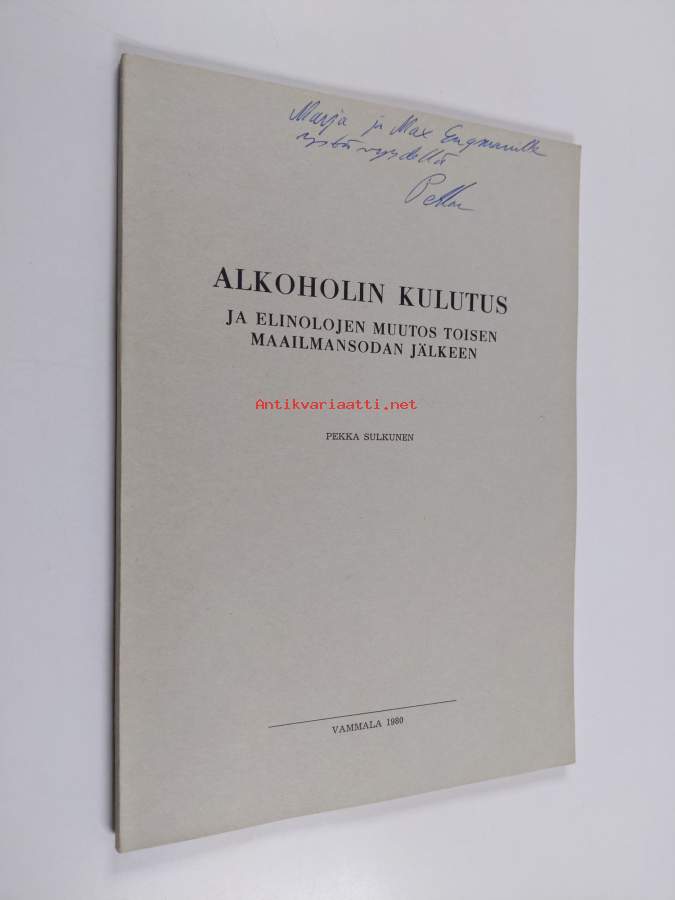 Marja ja Max Engmanille
ystävyydellä
Pekka
ALKOHOLIN KULUTUS
JA ELINOLOJEN MUUTOS TOISEN
MAAILMANSODAN JÄLKEEN
Antikvariaatti.net
PEKKA SULKUNEN
VAMMALA 1980